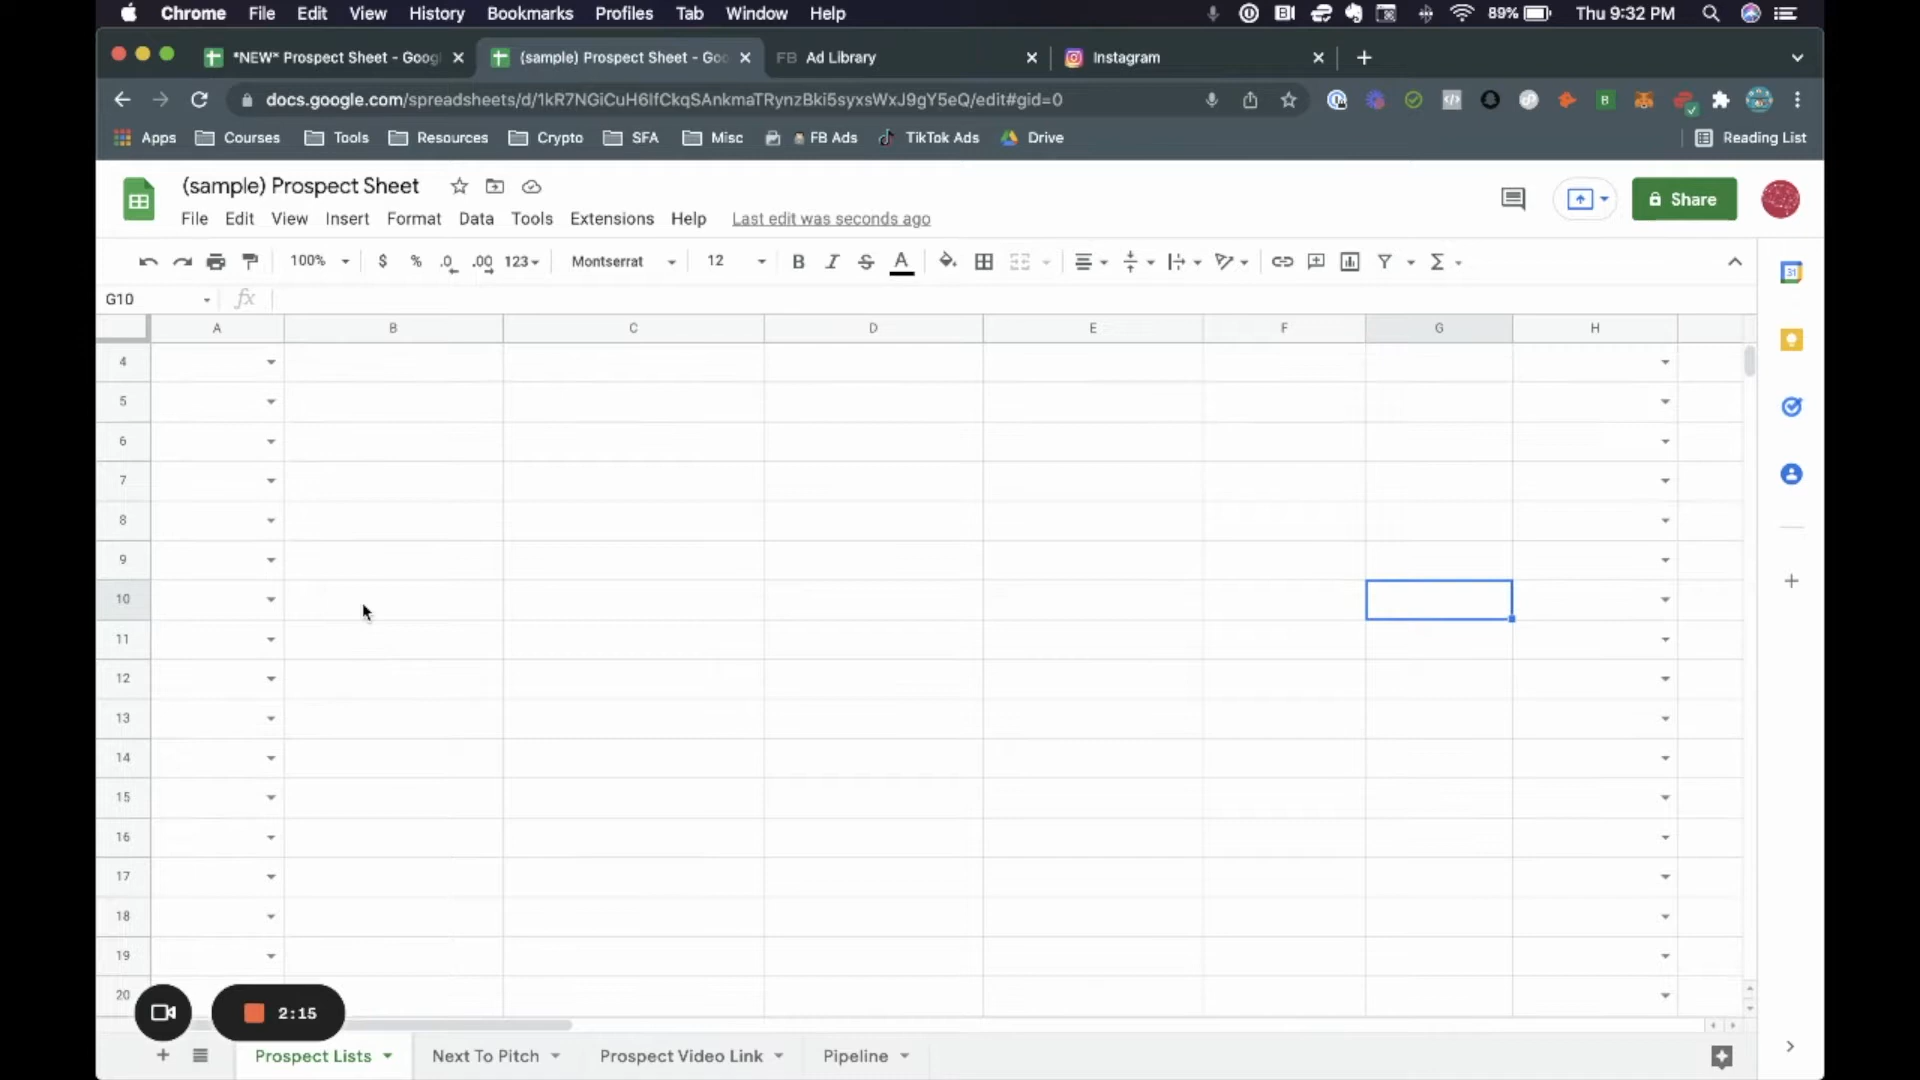 Chrome File Edit View History Bookmarks Profiles Tab Window Help 89% Thu 9:32 PM
*NEW* Prospect Sheet - Googl (sample) Prospect Sheet - Goo FB Ad Library Instagram
docs.google.com/spreadsheets/d/1kR7NGiCuH6IfCkqSAnkmaTRynzBki5syxsWxJ9gY5eQ/edit#gid=0
Apps Courses Tools Resources Crypto SFA Misc FB Ads TikTok Ads Drive Reading List
(sample) Prospect Sheet
File Edit View Insert Format Data Tools Extensions Help Last edit was seconds ago Share
100% $ % .0 .00 123 Montserrat 12 B I S A Σ 31
G10 fx
A B C D E F G H
4
5
6
7
8
9
10
11
12
13
14
15
16
17
18
19
20
2:15
Prospect Lists Next To Pitch Prospect Video Link Pipeline